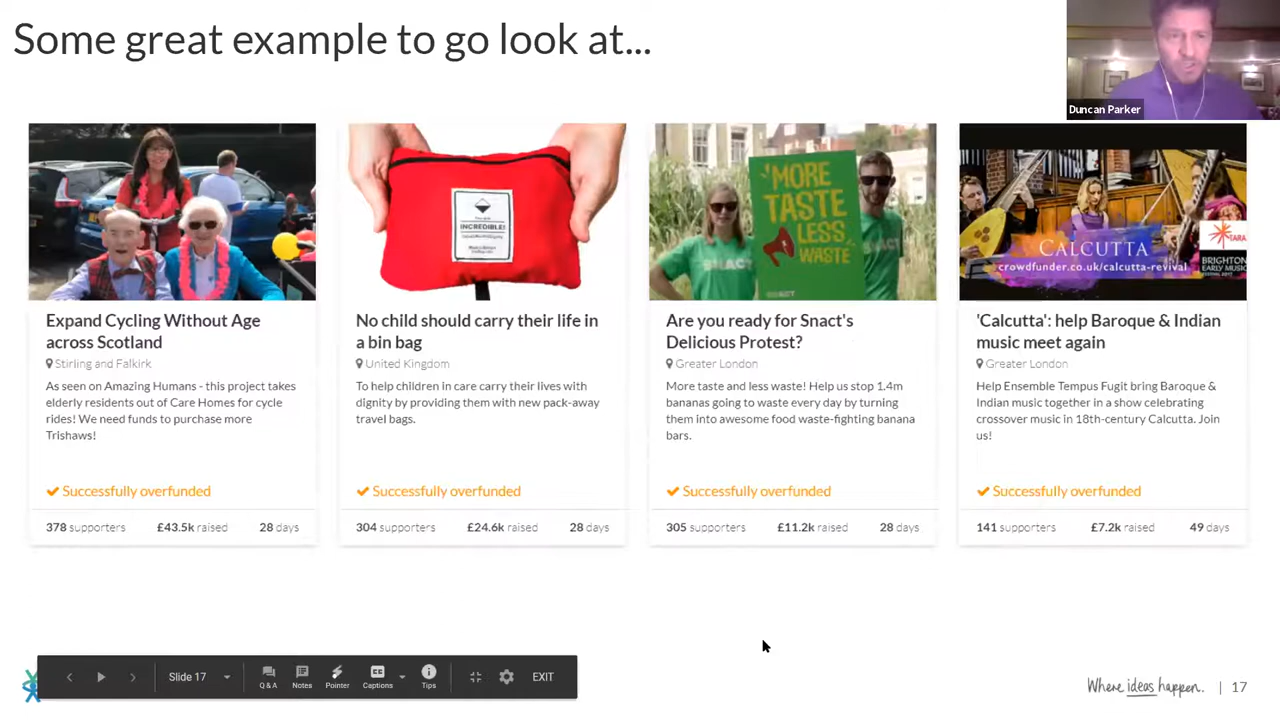 Some great example to go look at...
Duncan Parker
INCREDIBLE!
"MORE
TASTE
LESS
WASTE
SNACT
CALCUTTA
crowdfunder.co.uk/calcutta-revival
TARA
BRIGHTON
EARLY MUSIC
Expand Cycling Without Age
across Scotland
Stirling and Falkirk
As seen on Amazing Humans - this project takes
elderly residents out of Care Homes for cycle
rides! We need funds to purchase more
Trishaws!
Successfully overfunded
378 supporters £43.5k raised 28 days
No child should carry their life in
a bin bag
United Kingdom
To help children in care carry their lives with
dignity by providing them with new pack-away
travel bags.
Successfully overfunded
304 supporters £24.6k raised 28 days
Are you ready for Snact's
Delicious Protest?
Greater London
More taste and less waste! Help us stop 1.4m
bananas going to waste every day by turning
them into awesome food waste-fighting banana
bars.
Successfully overfunded
305 supporters £11.2k raised 28 days
'Calcutta': help Baroque & Indian
music meet again
Greater London
Help Ensemble Tempus Fugit bring Baroque &
Indian music together in a show celebrating
crossover music in 18th-century Calcutta. Join
us!
Successfully overfunded
141 supporters £7.2k raised 49 days
Slide 17
Q & A
Notes
Pointer
Captions
Tips
EXIT
Where ideas happen. | 17